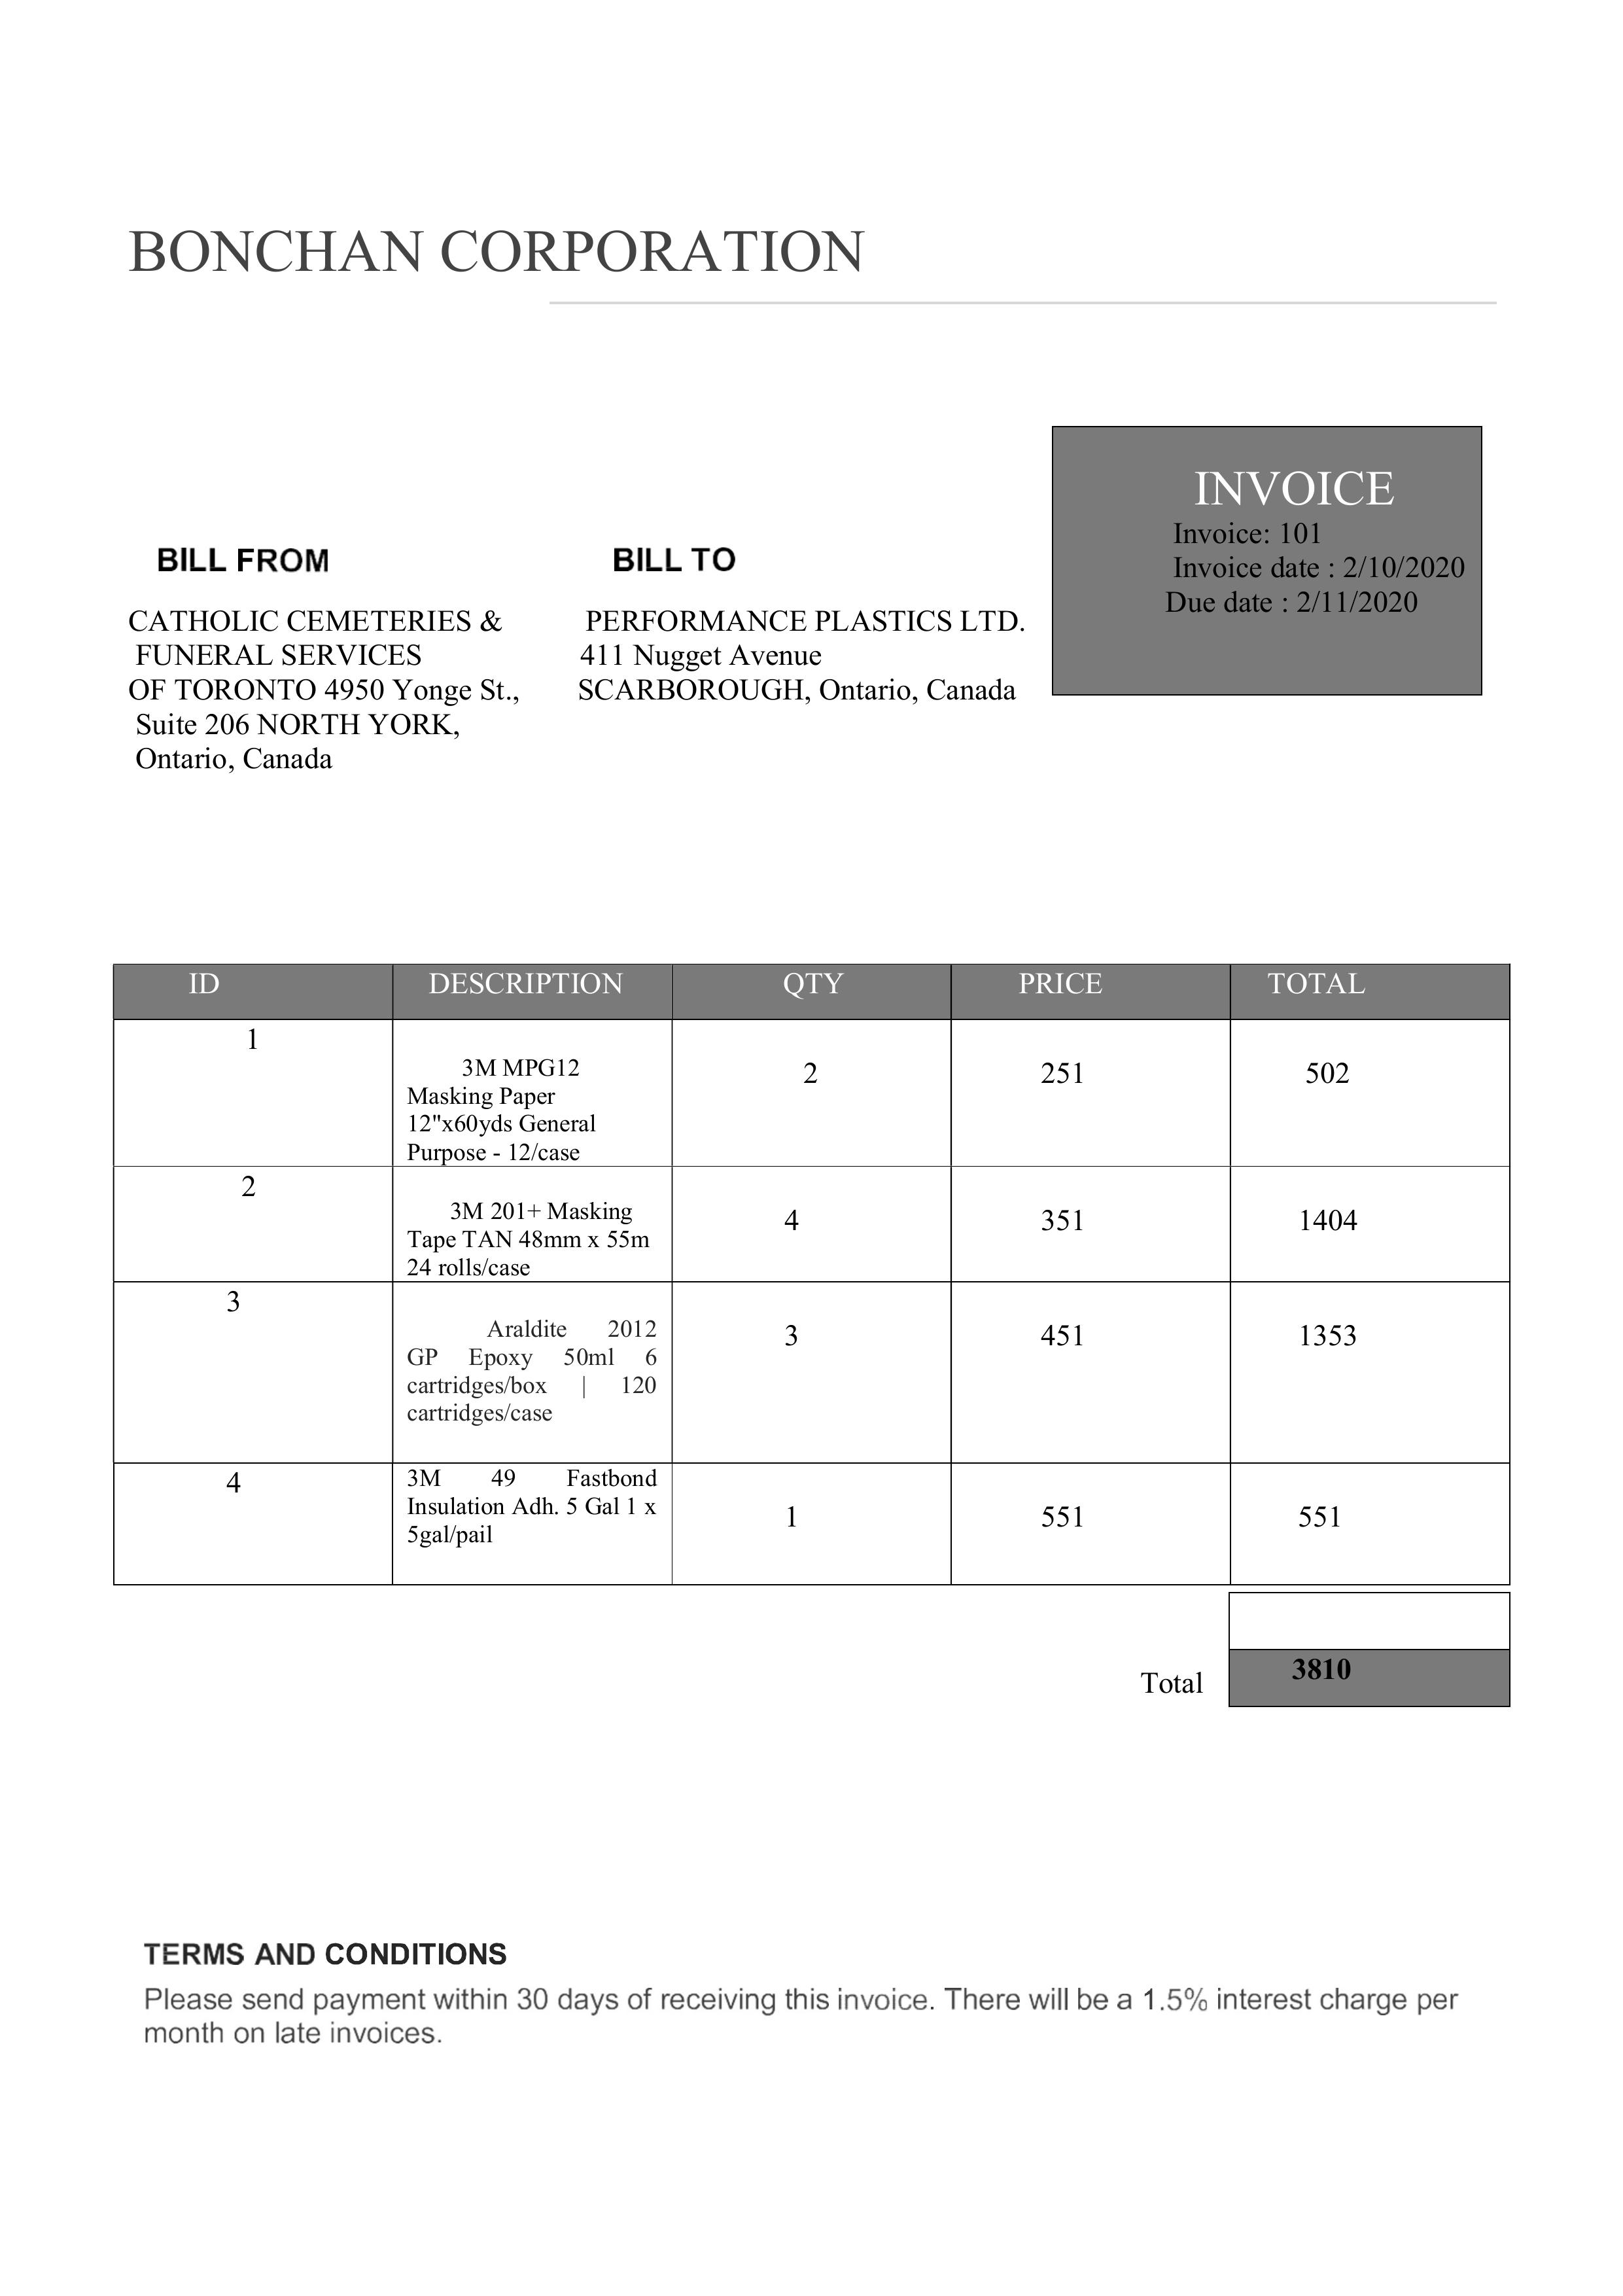 BONCHAN CORPORATION
INVOICE
Invoice: 101
Invoice date : 2/10/2020
Due date : 2/11/2020
BILL FROM
CATHOLIC CEMETERIES &
FUNERAL SERVICES
OF TORONTO 4950 Yonge St.,
Suite 206 NORTH YORK,
Ontario, Canada
BILL TO
PERFORMANCE PLASTICS LTD.
411 Nugget Avenue
SCARBOROUGH, Ontario, Canada
ID DESCRIPTION QTY PRICE TOTAL
1
3M MPG12 2 251 502
Masking Paper
12"x60yds General
Purpose - 12/case
2
3M 201+ Masking 4 351 1404
Tape TAN 48mm x 55m
24 rolls/case
3
Araldite 2012 3 451 1353
GP Epoxy 50ml 6
cartridges/box | 120
cartridges/case
4 3M 49 Fastbond
Insulation Adh. 5 Gal 1 x 1 551 551
5gal/pail
Total 3810
TERMS AND CONDITIONS
Please send payment within 30 days of receiving this invoice. There will be a 1.5% interest charge per
month on late invoices.